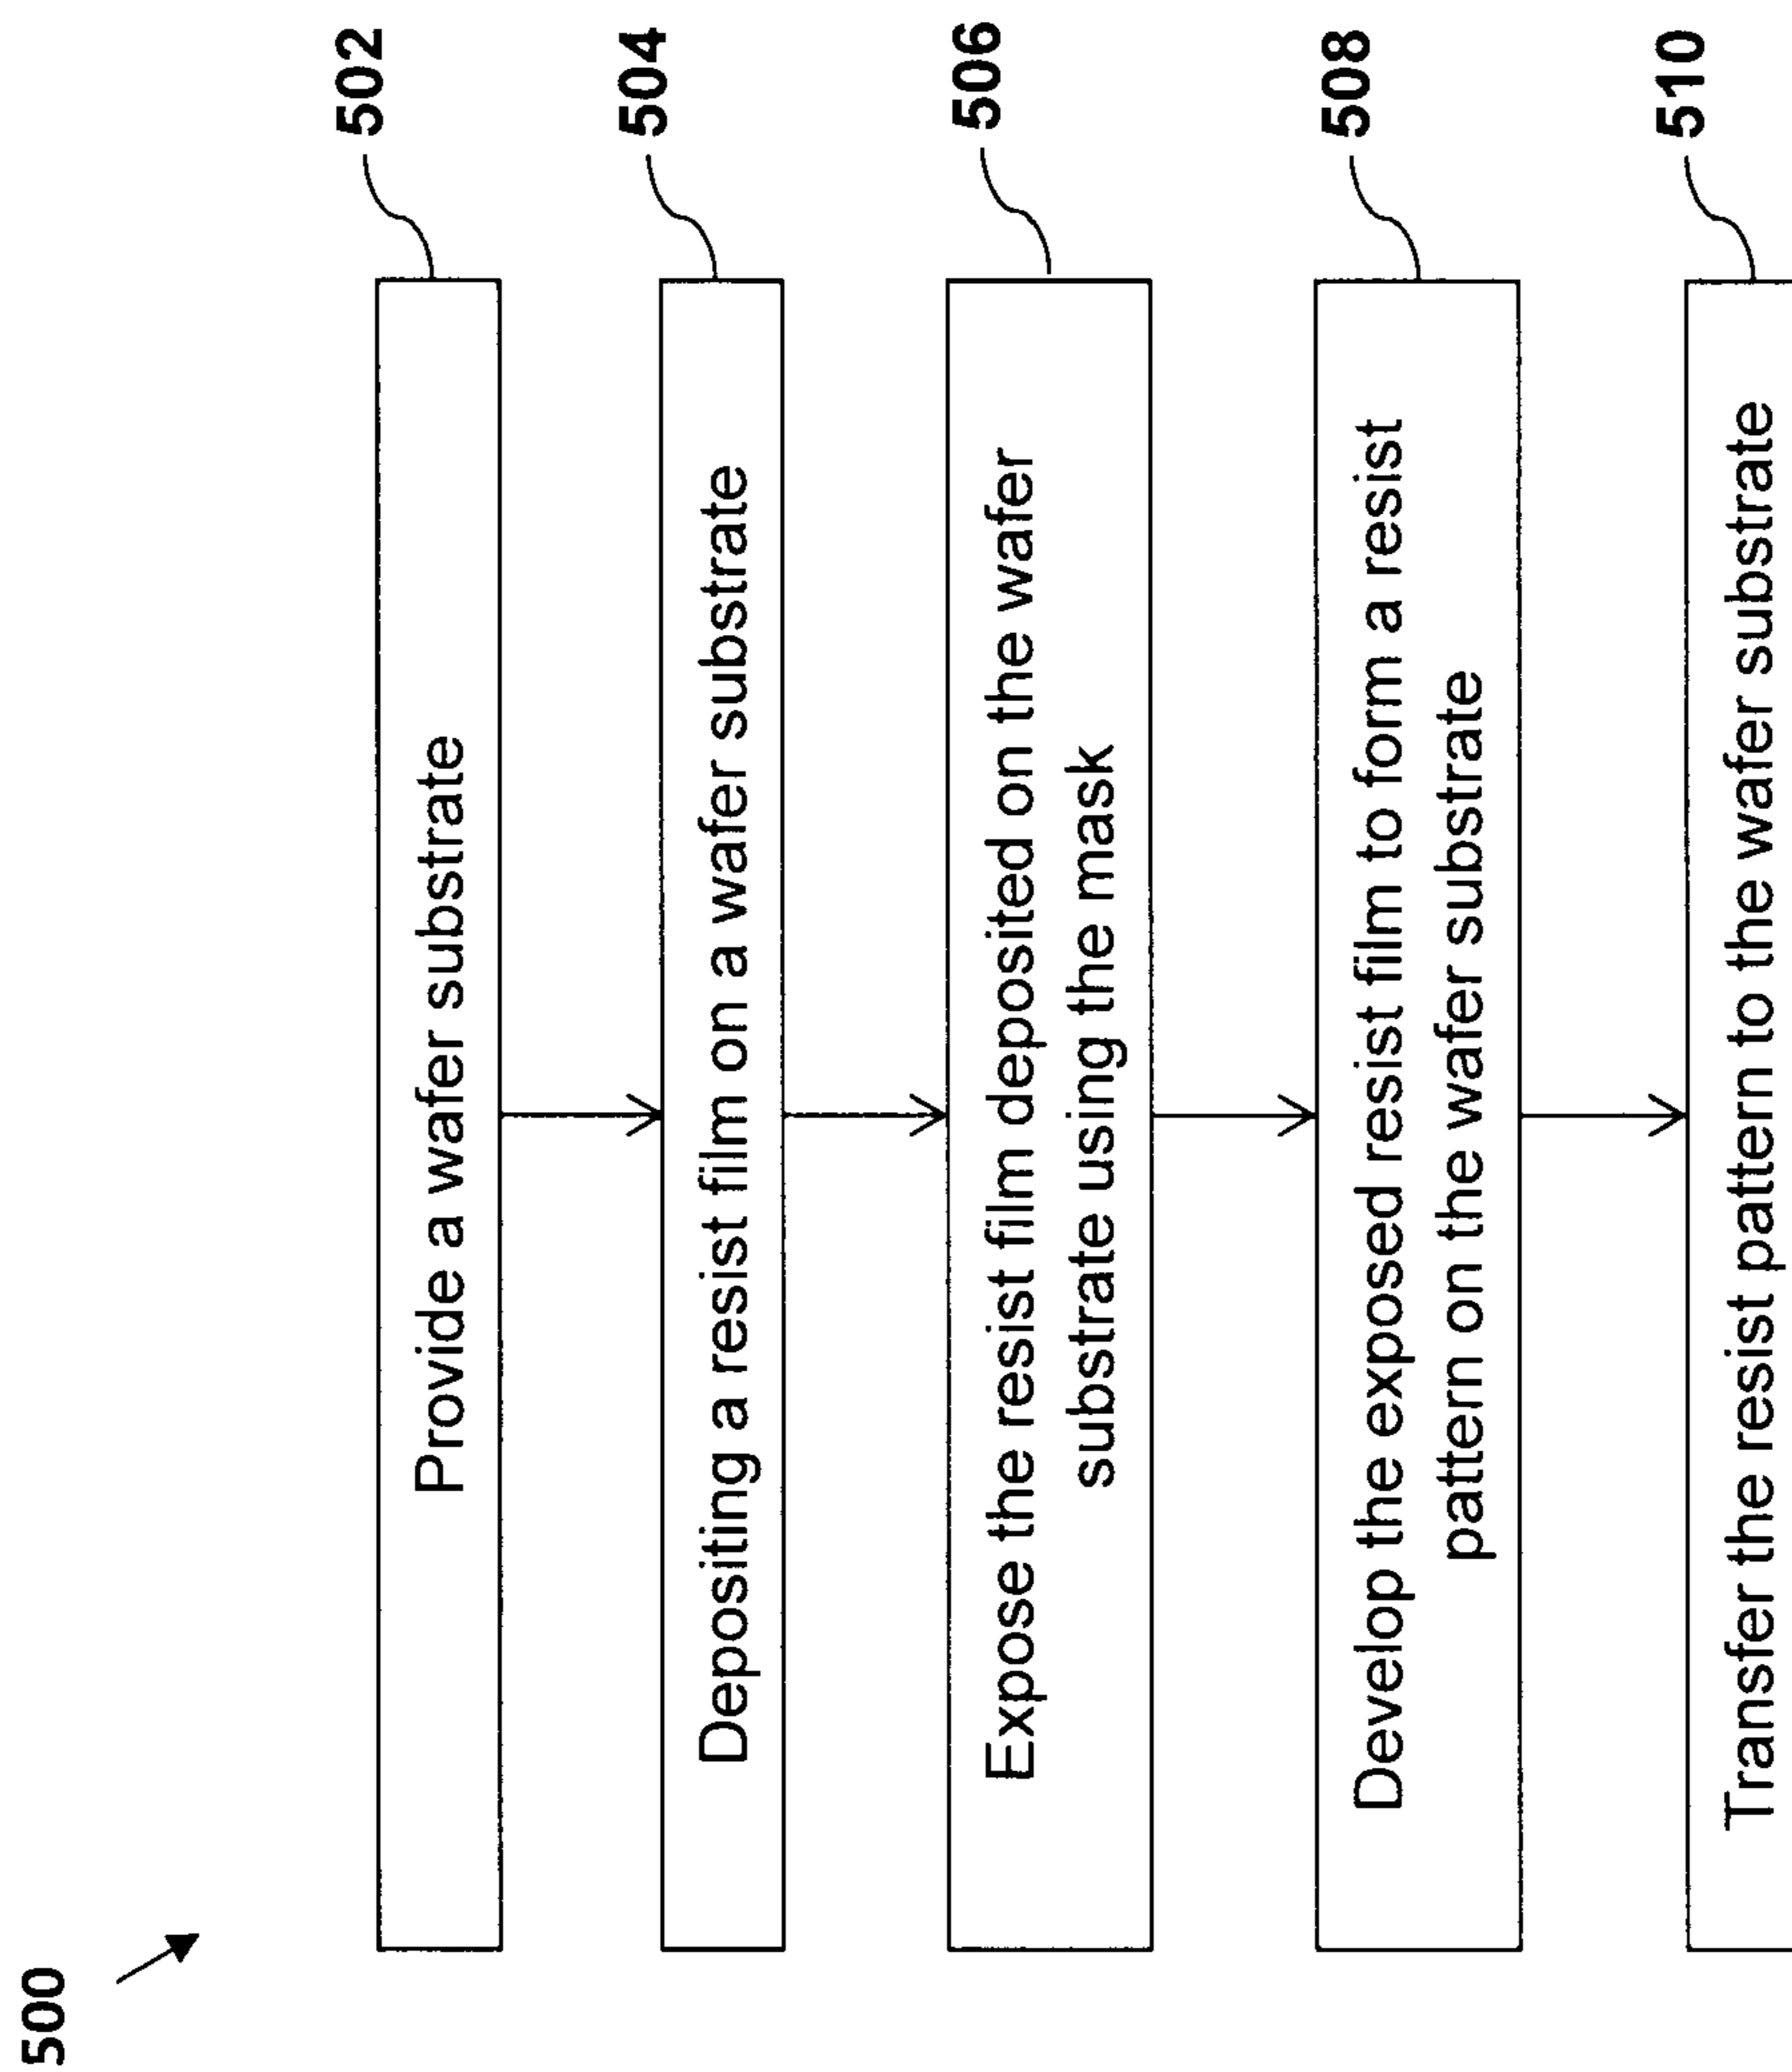 500
Provide a wafer substrate
502
Depositing a resist film on a wafer substrate
504
Expose the resist film deposited on the wafer
substrate using the mask
506
Develop the exposed resist film to form a resist
pattern on the wafer substrate
508
Transfer the resist pattern to the wafer substrate
510